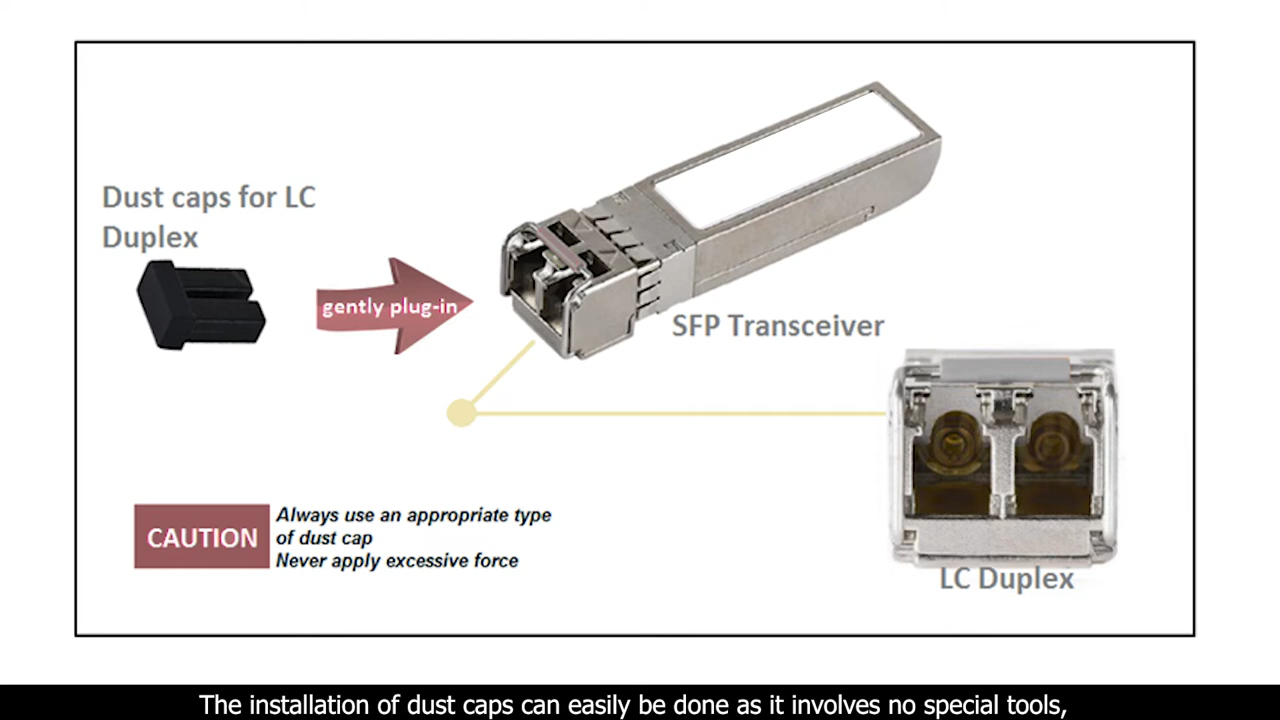 Dust caps for LC
Duplex
gently plug-in
SFP Transceiver
LC Duplex
CAUTION
Always use an appropriate type
of dust cap
Never apply excessive force
The installation of dust caps can easily be done as it involves no special tools,